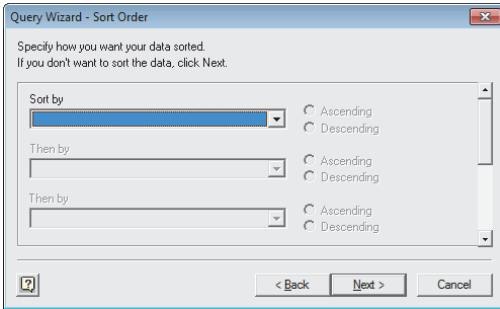 Query Wizard - Sort Order
Specify how you want your data sorted.
If you don't want to sort the data, click Next.
Sort by
Ascending
Descending
Then by
Ascending
Descending
Then by
Ascending
Descending
< Back Next > Cancel